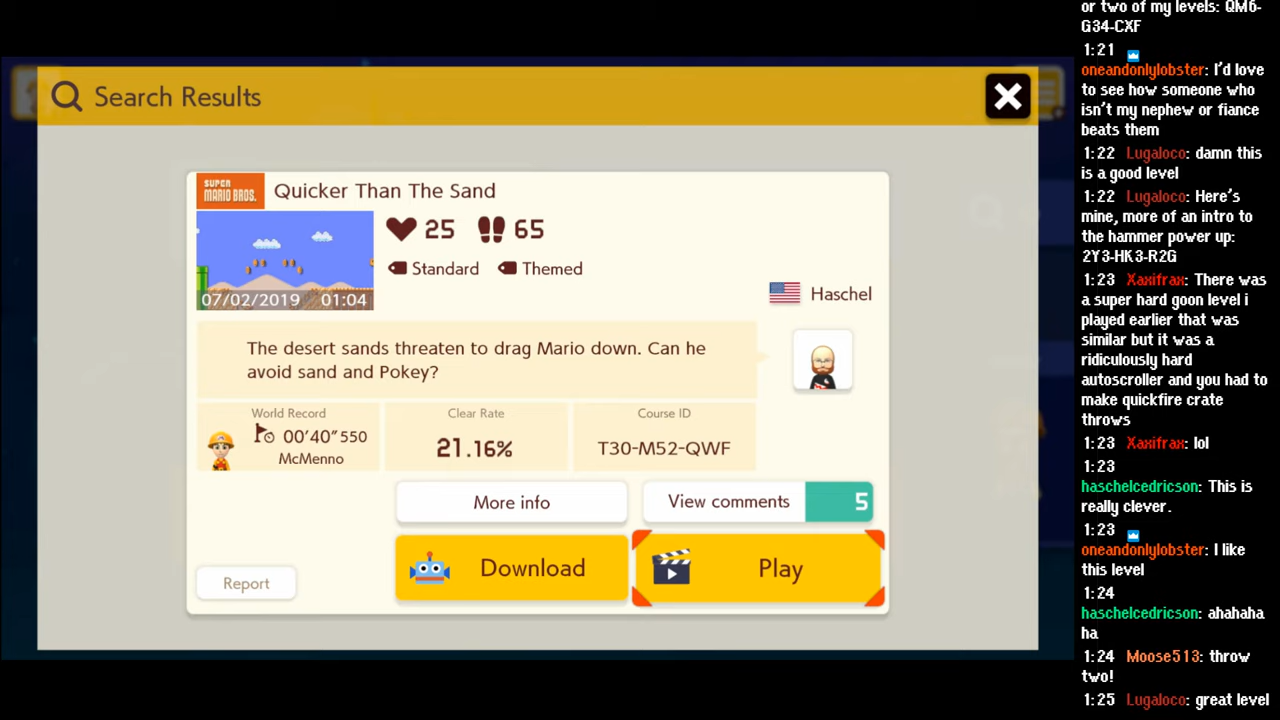 Search Results
SUPER
MARIO BROS.
Quicker Than The Sand
25
65
Standard
Themed
07/02/2019 01:04
Haschel
The desert sands threaten to drag Mario down. Can he
avoid sand and Pokey?
World Record
00'40"550
McMenno
Clear Rate
21.16%
Course ID
T30-M52-QWF
More info
View comments
5
Download
Play
Report
or two of my levels: QM6-
G34-CXF
1:21
oneandonlylobster: I'd love
to see how someone who
isn't my nephew or fiance
beats them
1:22 Lugaloco: damn this
is a good level
1:22 Lugaloco: Here's
mine, more of an intro to
the hammer power up:
2Y3-HK3-R2G
1:23 Xaxifrax: There was
a super hard goon level i
played earlier that was
similar but it was a
ridiculously hard
autoscroller and you had to
make quickfire crate
throws
1:23 Xaxifrax: lol
1:23
haschelcedricson: This is
really clever.
1:23
oneandonlylobster: I like
this level
1:24
haschelcedricson: ahahaha
ha
1:24 Moose513: throw
two!
1:25 Lugaloco: great level